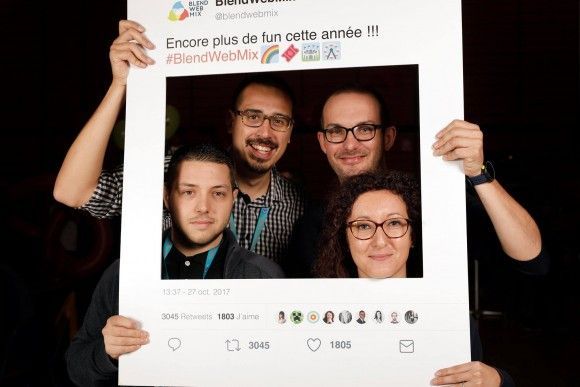 BLEND
WEB
MIX
BlendWebMix
@blendwebmix
Encore plus de fun cette année !!!
#BlendWebMix🌈🎟️🏟️🎡
13:37 - 27 oct. 2017
3045 Retweets 1803 J'aime
3045
1805